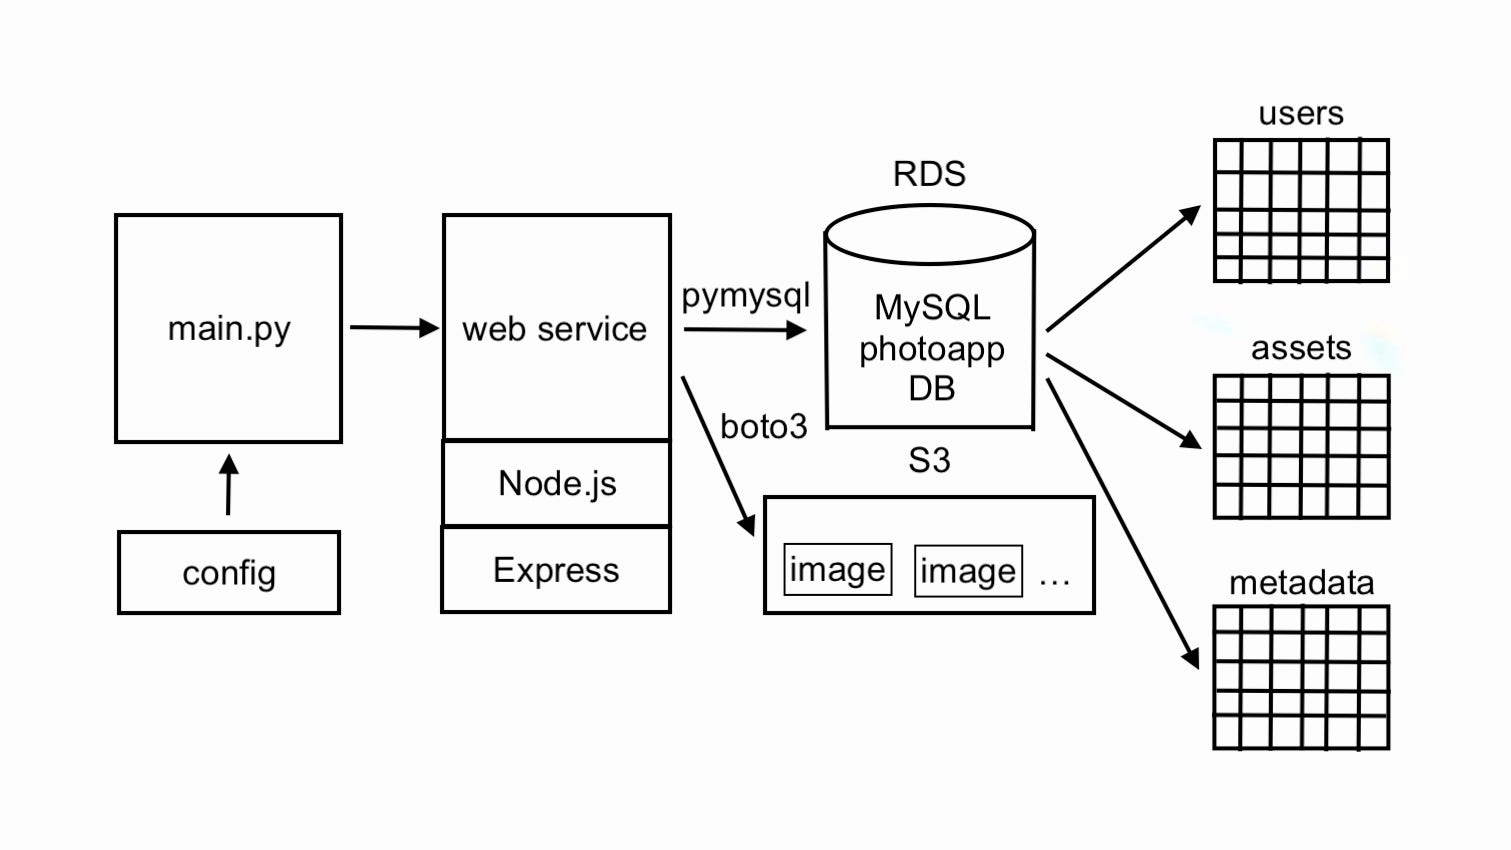 main.py
config
web service
Node.js
Express
pymysql
boto3
RDS
MySQL
photoapp
DB
S3
image
image
...
users
assets
metadata